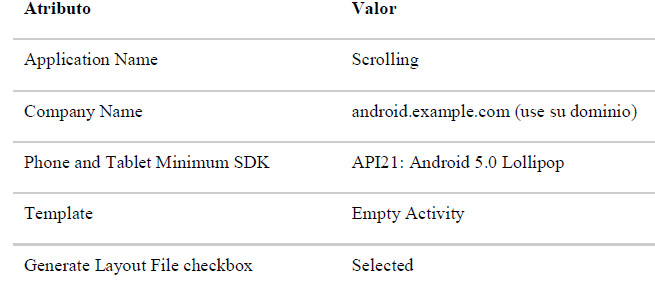 Atributo Valor
Application Name Scrolling
Company Name android.example.com (use su dominio)
Phone and Tablet Minimum SDK API21: Android 5.0 Lollipop
Template Empty Activity
Generate Layout File checkbox Selected